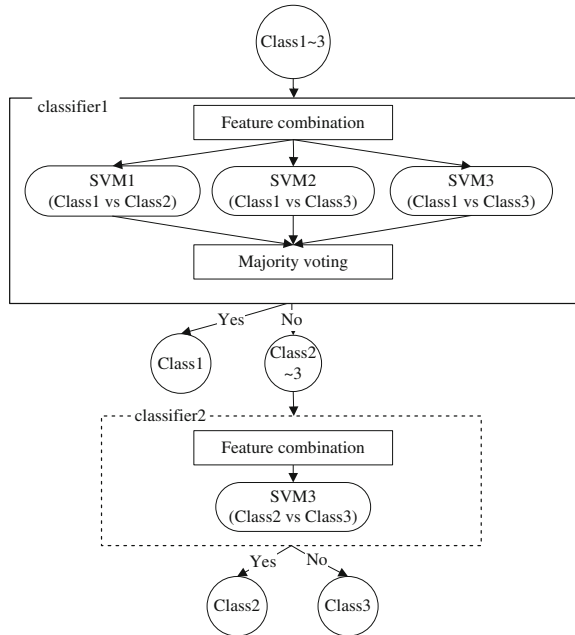 Class1~3
classifier1
Feature combination
SVM1
(Class1 vs Class2)
SVM2
(Class1 vs Class3)
SVM3
(Class1 vs Class3)
Majority voting
Yes
No
Class1
Class2
~3
classifier2
Feature combination
SVM3
(Class2 vs Class3)
Yes
No
Class2
Class3